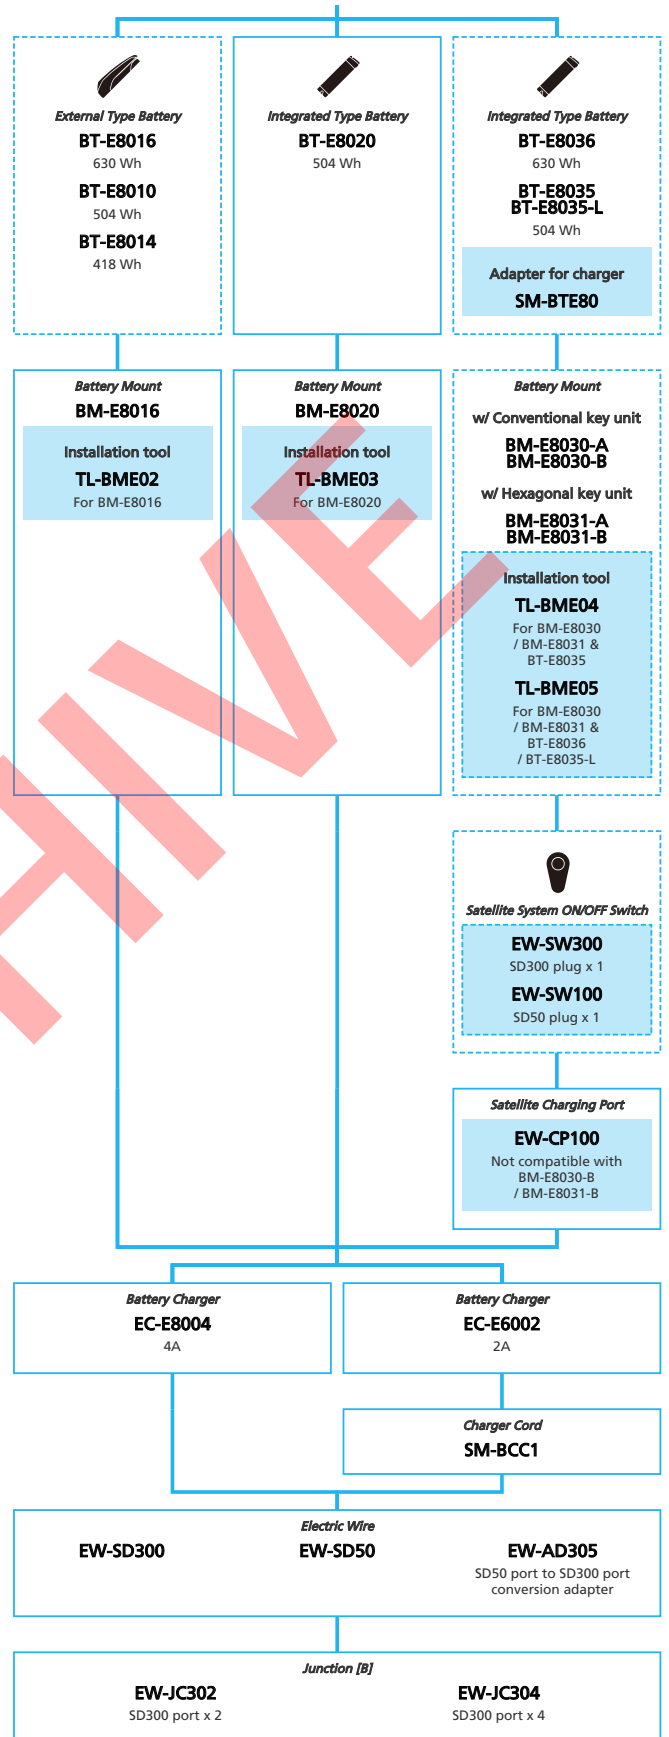 External Type Battery
BT-E8016
630 Wh
BT-E8010
504 Wh
BT-E8014
418 Wh
Integrated Type Battery
BT-E8020
504 Wh
Integrated Type Battery
BT-E8036
630 Wh
BT-E8035
BT-E8035-L
504 Wh
Adapter for charger
SM-BTE80
Battery Mount
BM-E8016
Installation tool
TL-BME02
For BM-E8016
Battery Mount
BM-E8020
Installation tool
TL-BME03
For BM-E8020
Battery Mount
w/ Conventional key unit
BM-E8030-A
BM-E8030-B
w/ Hexagonal key unit
BM-E8031-A
BM-E8031-B
Installation tool
TL-BME04
For BM-E8030
/ BM-E8031 &
BT-E8035
TL-BME05
For BM-E8030
/ BM-E8031 &
BT-E8036
/ BT-E8035-L
HIVE
Satellite System ON/OFF Switch
EW-SW300
SD300 plug x 1
EW-SW100
SD50 plug x 1
Satellite Charging Port
EW-CP100
Not compatible with
BM-E8030-B
/ BM-E8031-B
Battery Charger
EC-E8004
4A
Battery Charger
EC-E6002
2A
Charger Cord
SM-BCC1
Electric Wire
EW-SD300
EW-SD50
EW-AD305
SD50 port to SD300 port
conversion adapter
Junction [B]
EW-JC302
SD300 port x 2
EW-JC304
SD300 port x 4